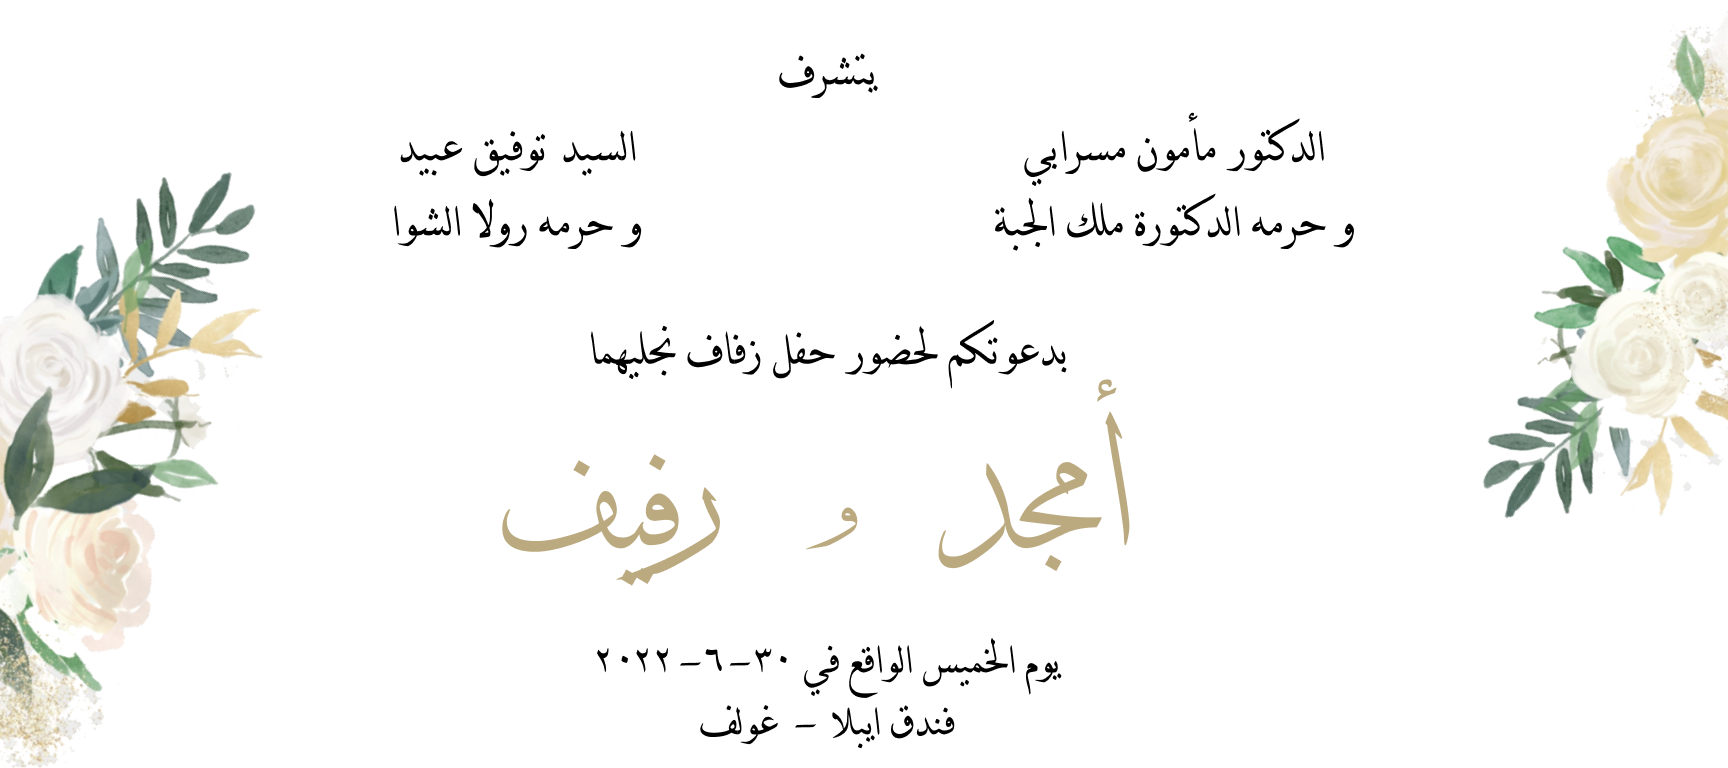 يتشرف
الدكتور مأمون مسرابي
و حرمه الدكتورة ملك الجبة
السيد توفيق عبيد
و حرمه رولا الشوا
بدعوتكم لحضور حفل زفاف نجليهما
أمجد و رفيف
يوم الخميس الواقع في ٣٠-٦-٢٠٢٢
فندق ايبلا - غولف